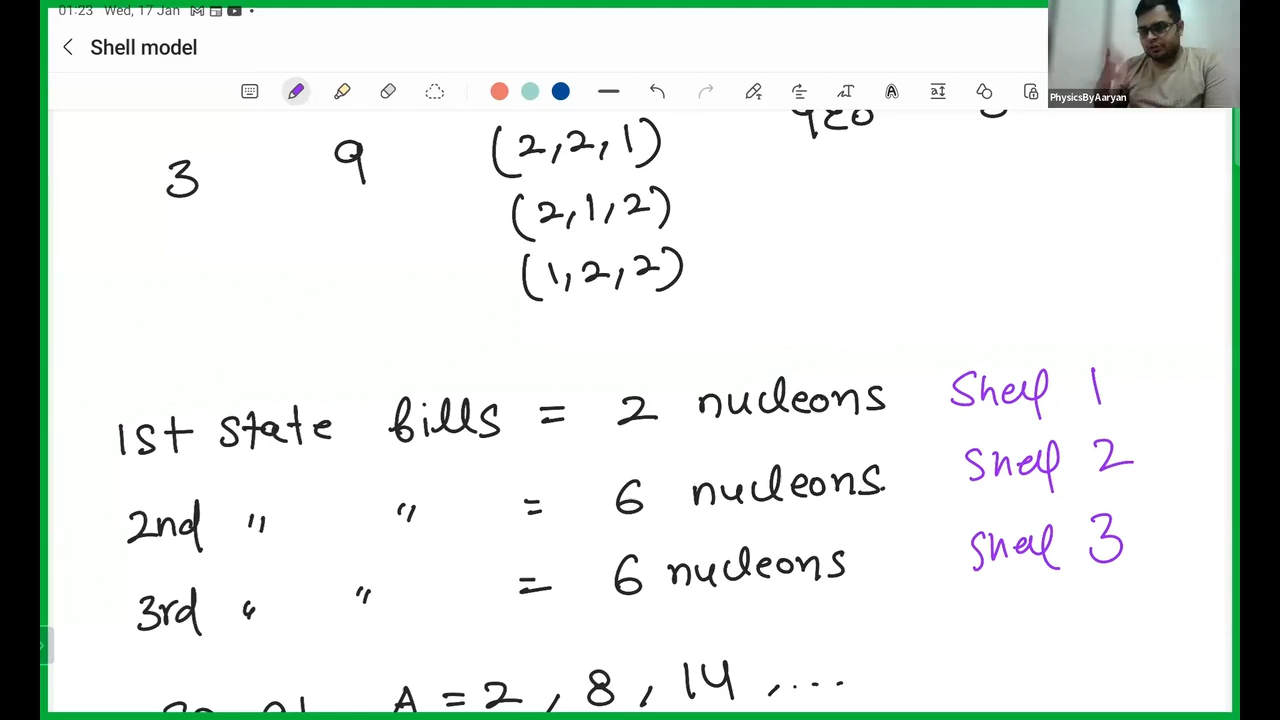 01:23 Wed, 17 Jan
Shell model
PhysicsByAaryan
(2,2,1)
3 9
(2,1,2)
(1,2,2)
1st state fills = 2 nucleons Shell 1
2nd " " = 6 nucleons. Shell 2
3rd " " = 6 nucleons Shell 3
A = 2, 8, 14, ....